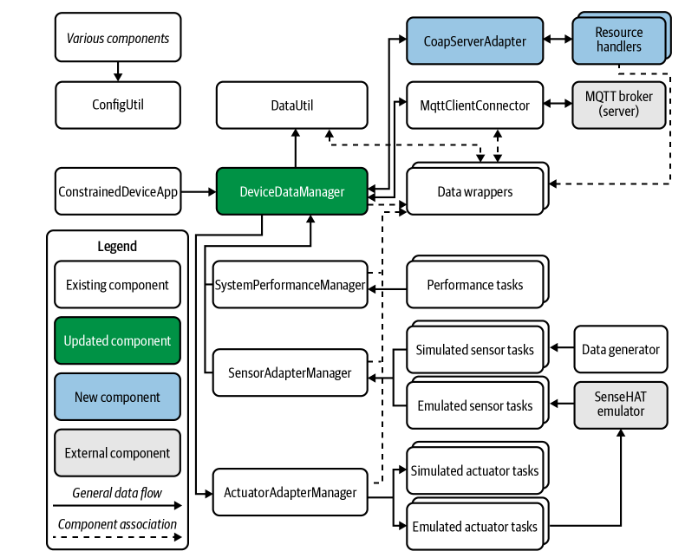 Various components
ConfigUtil
DataUtil
CoapServerAdapter
Resource
handlers
MqttClientConnector
MQTT broker
(server)
ConstrainedDeviceApp
DeviceDataManager
Data wrappers
Legend
Existing component
Updated component
New component
External component
General data flow
Component association
SystemPerformanceManager
Performance tasks
SensorAdapterManager
Simulated sensor tasks
Data generator
Emulated sensor tasks
SenseHAT
emulator
ActuatorAdapterManager
Simulated actuator tasks
Emulated actuator tasks